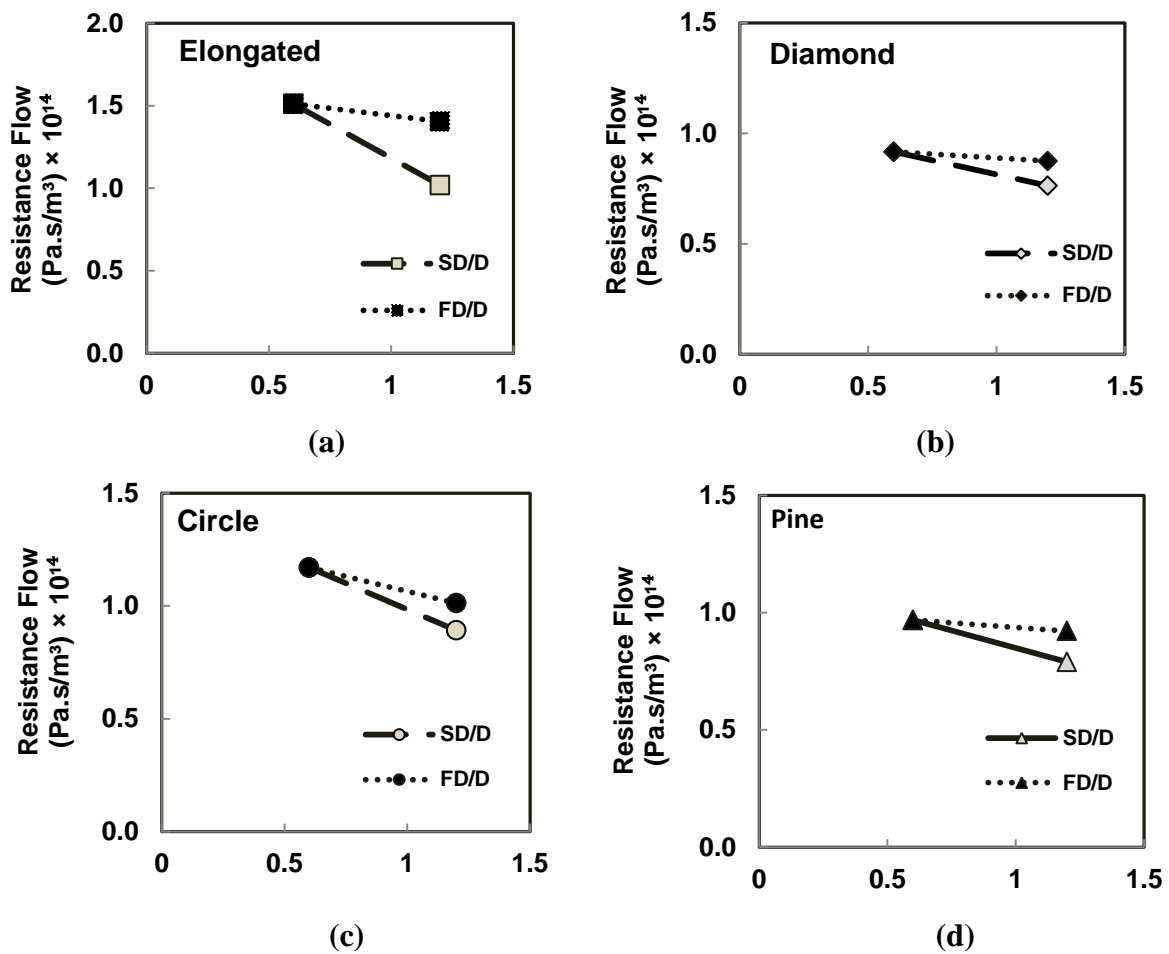 Elongated
Resistance Flow
(Pa.s/m³) × 10¹⁴
2.0
1.5
1.0
0.5
0.0
SD/D
FD/D
0 0.5 1 1.5
(a)
Diamond
Resistance Flow
(Pa.s/m³) × 10¹⁴
1.5
1.0
0.5
0.0
SD/D
FD/D
0 0.5 1 1.5
(b)
Circle
Resistance Flow
(Pa.s/m³) × 10¹⁴
1.5
1.0
0.5
0.0
SD/D
FD/D
0 0.5 1 1.5
(c)
Pine
Resistance Flow
(Pa.s/m³) × 10¹⁴
1.5
1.0
0.5
0.0
SD/D
FD/D
0 0.5 1 1.5
(d)